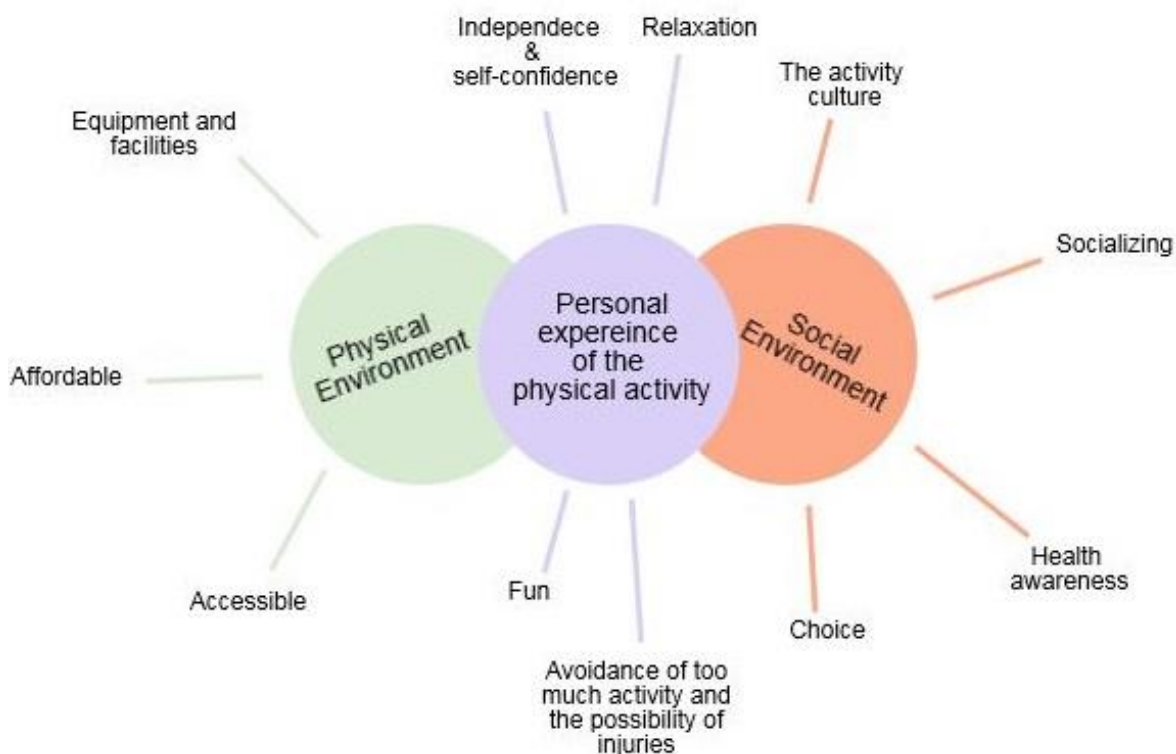 Independece
&
self-confidence
Relaxation
The activity
culture
Equipment and
facilities
Socializing
Physical
Environment
Personal
expereince
of the
physical activity
Social
Environment
Affordable
Accessible
Fun
Health
awareness
Choice
Avoidance of too
much activity and
the possibility of
injuries